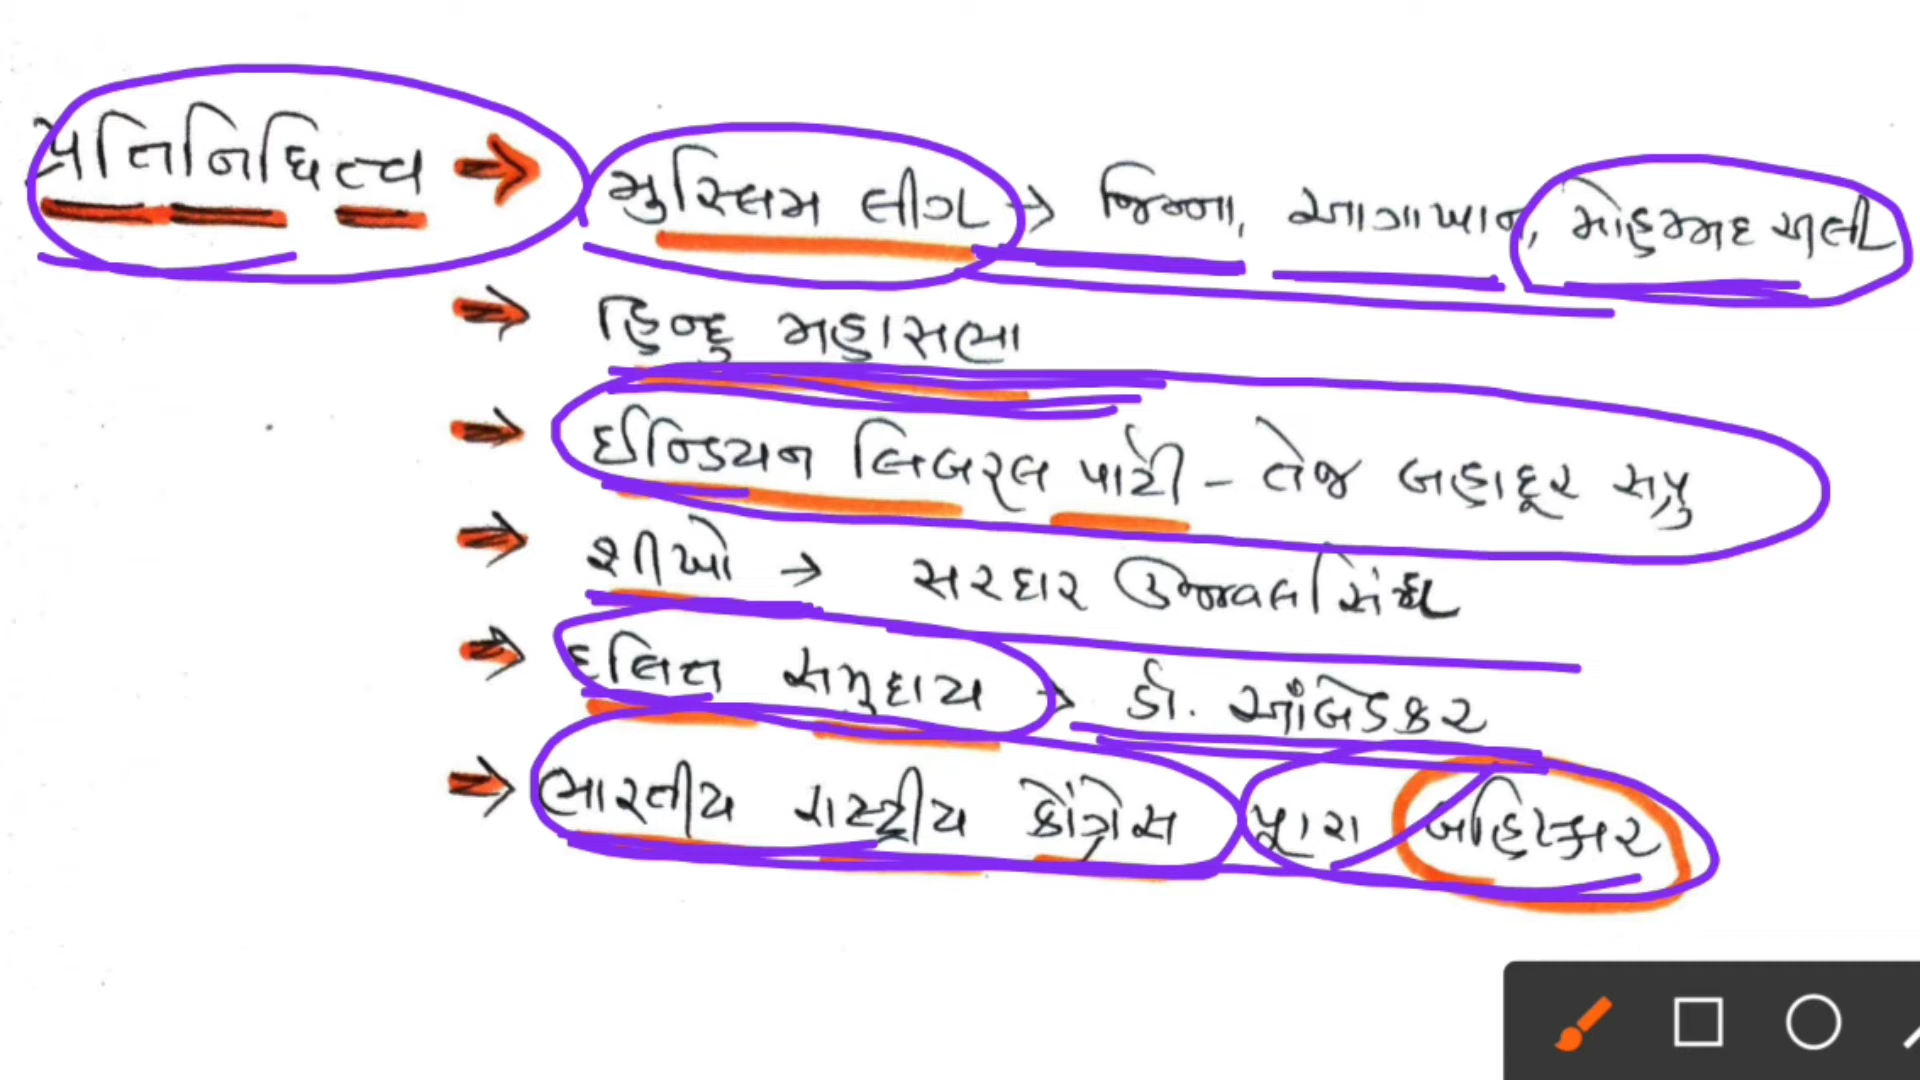 પ્રતિનિધિત્વ → મુસ્લિમ લીગ → જિન્ના, આગાખાન, મોહમ્મદ અલી
→ હિન્દુ મહાસભા
→ ઈન્ડિયન લિબરલ પાર્ટી - તેજ બહાદૂર સપ્રુ
→ શીખો → સરદાર ઉજ્જવલસિંઘ
→ દલિત સમુદાય → ડૉ. આંબેડકર
→ ભારતીય રાષ્ટ્રીય કોંગ્રેસ દ્વારા બહિષ્કાર